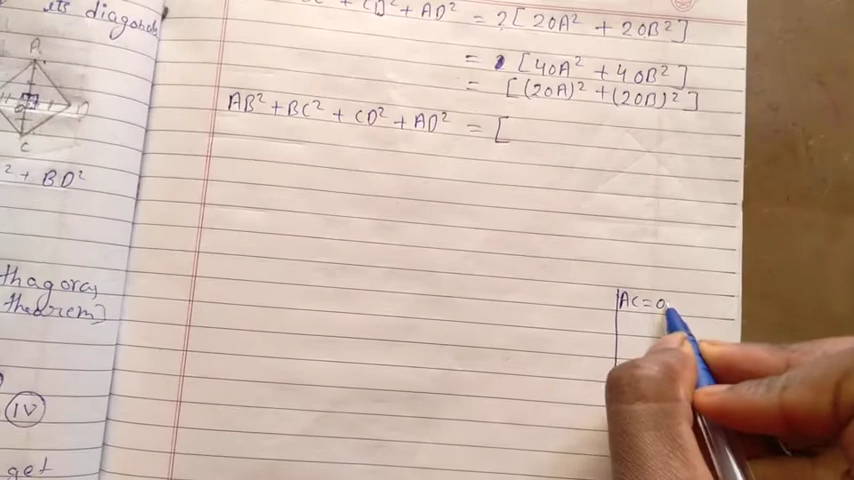 its diagonals
A
D
O
C
² + BD²
thagoras
theorem]
IV
get
+ CD² + AD² = 2[2OA² + 2OB²]
= [4OA² + 4OB²]
= [(2OA)² + (2OB)²]
AB² + BC² + CD² + AD² = [
AC = O